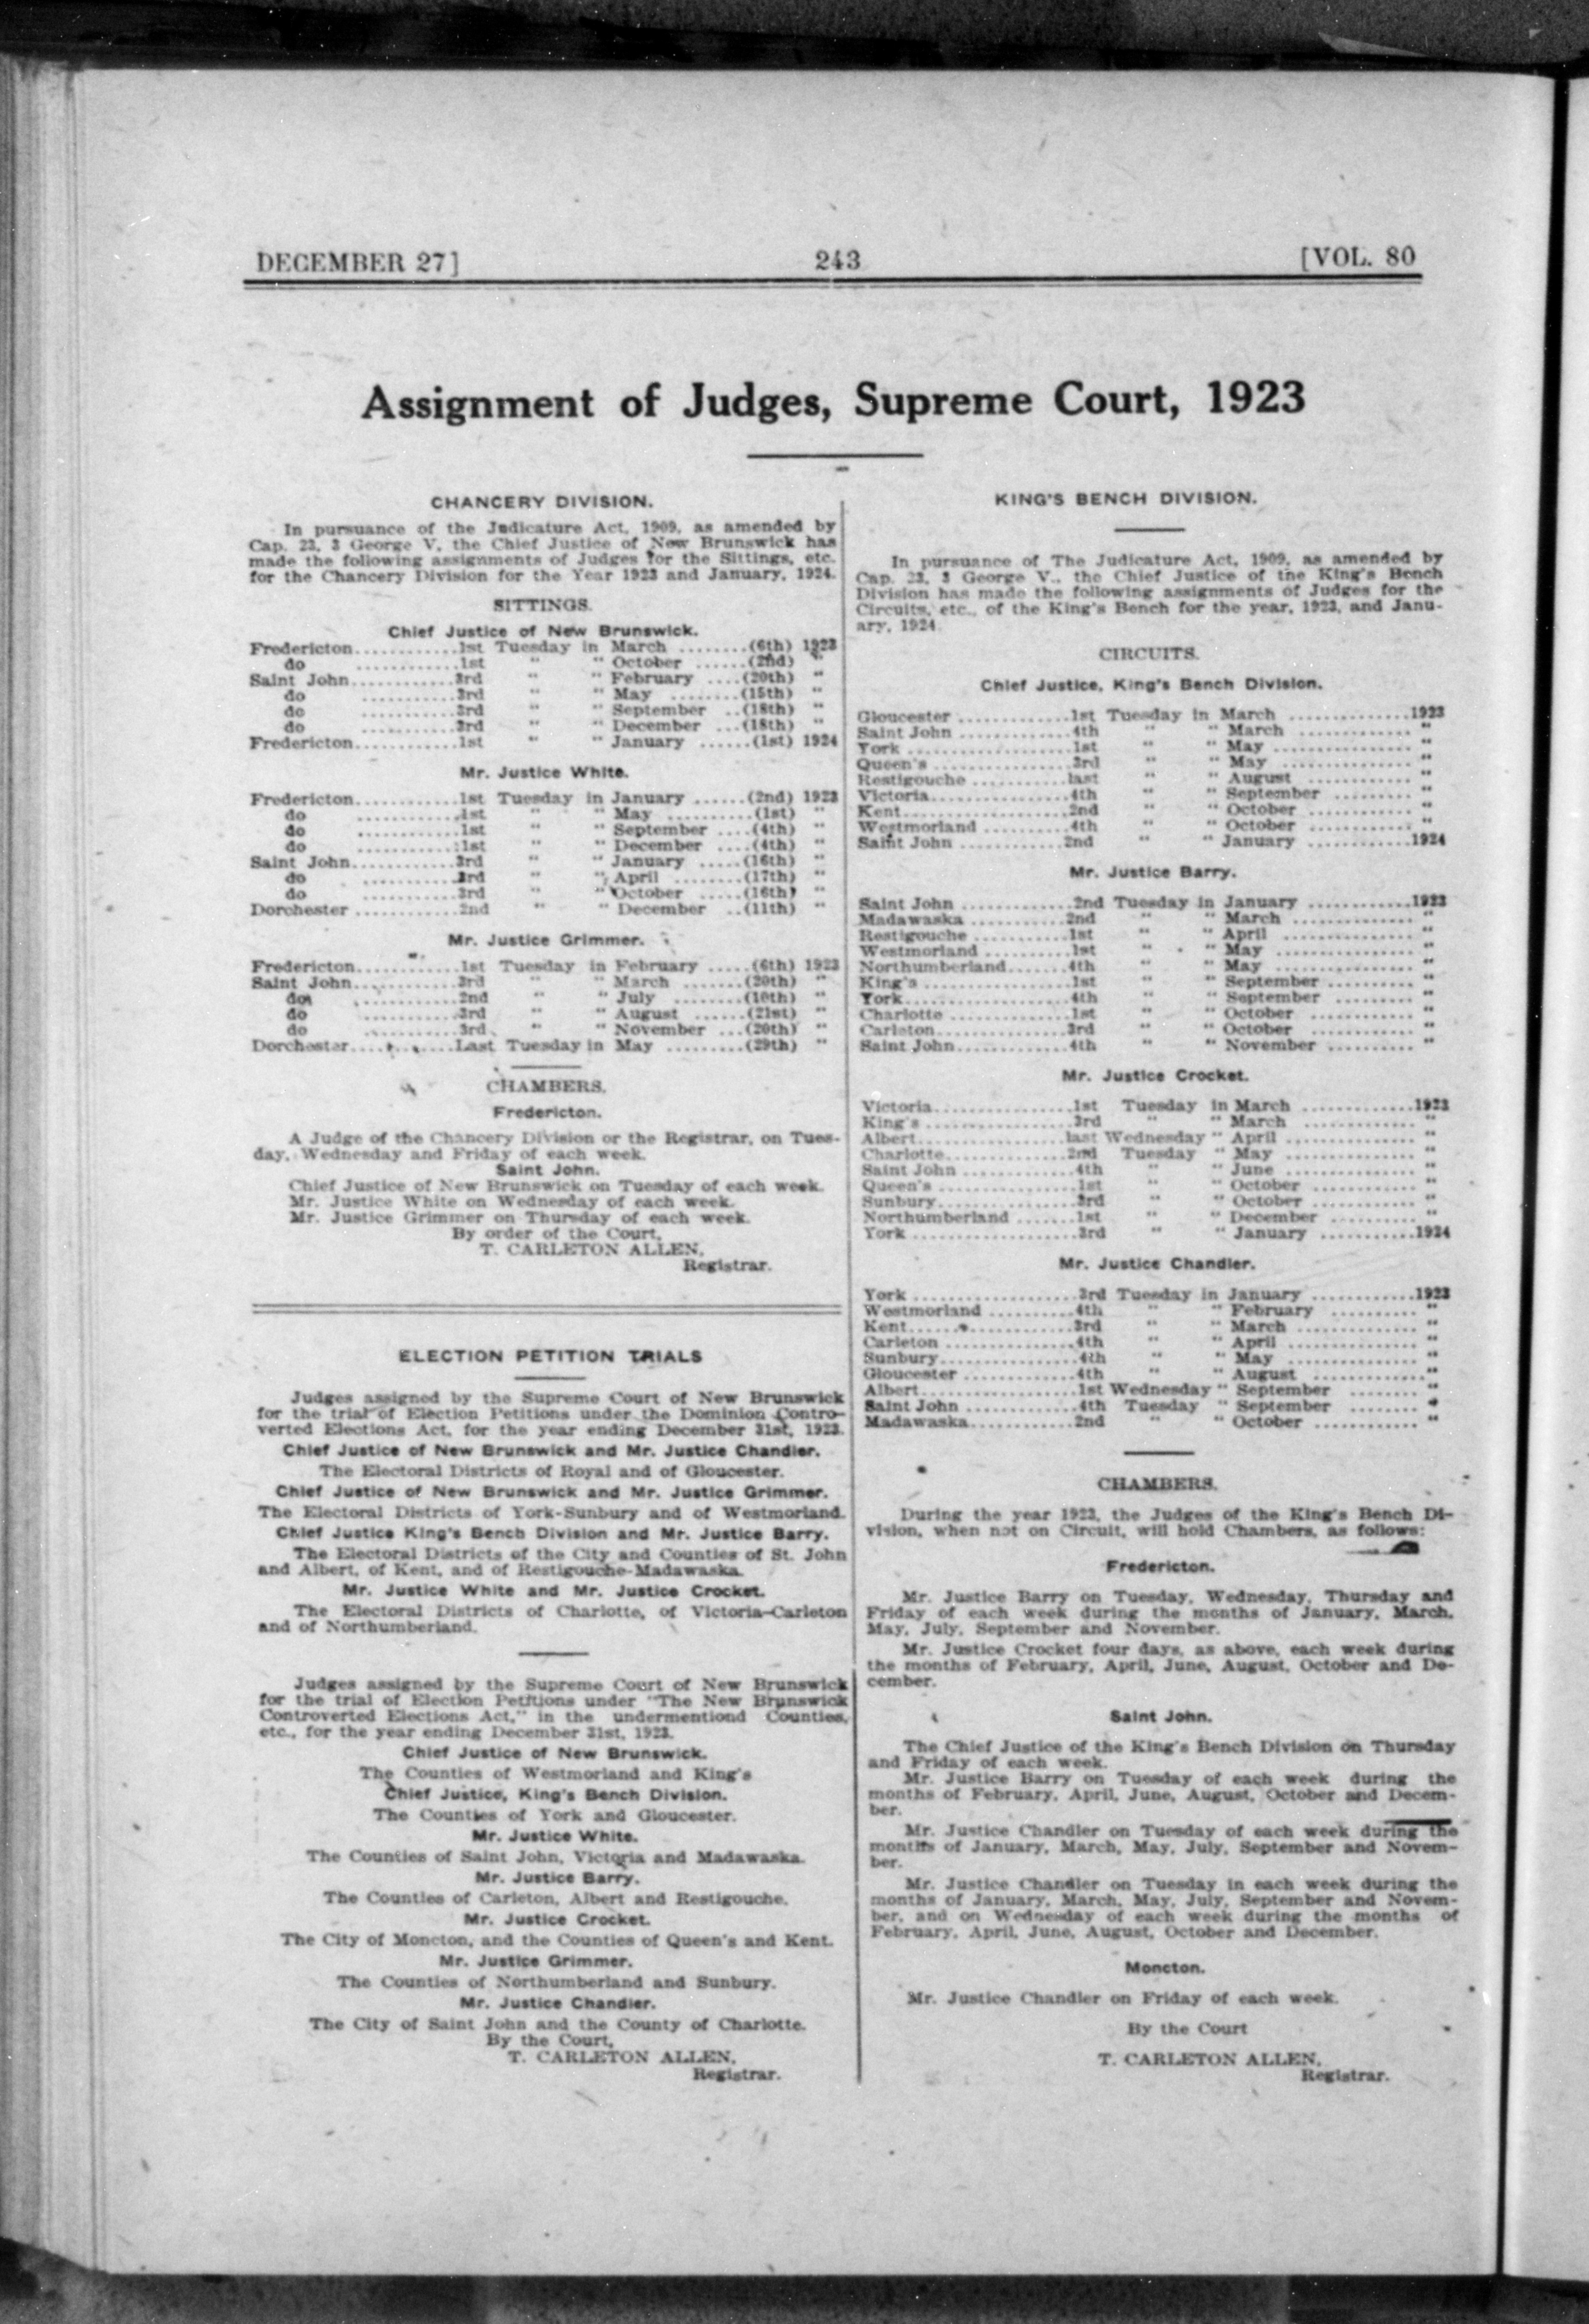 DECEMBER 27]
243
[VOL. 80
Assignment of Judges, Supreme Court, 1923
CHANCERY DIVISION.
In pursuance of the Judicature Act, 1909, as amended by
Cap. 23, 3 George V, the Chief Justice of New Brunswick has
made the following assignments of Judges for the Sittings, etc.
for the Chancery Division for the Year 1923 and January, 1924.
SITTINGS.
Chief Justice of New Brunswick.
Fredericton............1st Tuesday in March ........(6th) 1923
do ............1st " " October ......(2nd) "
Saint John............3rd " " February ....(20th) "
do ...........3rd " " May ........(15th) "
do ...........3rd " " September ..(18th) "
do ...........3rd " " December ...(18th) "
Fredericton............1st " " January ......(1st) 1924
Mr. Justice White.
Fredericton............1st Tuesday in January ......(2nd) 1923
do ............1st " " May ..........(1st) "
do ............1st " " September ....(4th) "
do ............1st " " December ....(4th) "
Saint John............3rd " " January .....(16th) "
do ...........3rd " " April ........(17th) "
do ...........3rd " " October .....(16th) "
Dorchester ............2nd " " December ..(11th) "
Mr. Justice Grimmer.
Fredericton............1st Tuesday in February .....(6th) 1923
Saint John............3rd " " March .......(20th) "
do ............2nd " " July ........(10th) "
do ............3rd " " August ......(21st) "
do ...........3rd " " November ...(20th) "
Dorchester............Last Tuesday in May .........(29th) "
CHAMBERS.
Fredericton.
A Judge of the Chancery Division or the Registrar, on Tues-
day, Wednesday and Friday of each week.
Saint John.
Chief Justice of New Brunswick on Tuesday of each week.
Mr. Justice White on Wednesday of each week.
Mr. Justice Grimmer on Thursday of each week.
By order of the Court,
T. CARLETON ALLEN,
Registrar.
ELECTION PETITION TRIALS
Judges assigned by the Supreme Court of New Brunswick
for the trial of Election Petitions under the Dominion Contro-
verted Elections Act, for the year ending December 31st, 1923.
Chief Justice of New Brunswick and Mr. Justice Chandler.
The Electoral Districts of Royal and of Gloucester.
Chief Justice of New Brunswick and Mr. Justice Grimmer.
The Electoral Districts of York-Sunbury and of Westmorland.
Chief Justice King's Bench Division and Mr. Justice Barry.
The Electoral Districts of the City and Counties of St. John
and Albert, of Kent, and of Restigouche-Madawaska.
Mr. Justice White and Mr. Justice Crocket.
The Electoral Districts of Charlotte, of Victoria-Carleton
and of Northumberland.
Judges assigned by the Supreme Court of New Brunswick
for the trial of Election Petitions under "The New Brunswick
Controverted Elections Act," in the undermentiond Counties,
etc., for the year ending December 31st, 1923.
Chief Justice of New Brunswick.
The Counties of Westmorland and King's
Chief Justice, King's Bench Division.
The Counties of York and Gloucester.
Mr. Justice White.
The Counties of Saint John, Victoria and Madawaska.
Mr. Justice Barry.
The Counties of Carleton, Albert and Restigouche.
Mr. Justice Crocket.
The City of Moncton, and the Counties of Queen's and Kent.
Mr. Justice Grimmer.
The Counties of Northumberland and Sunbury.
Mr. Justice Chandler.
The City of Saint John and the County of Charlotte.
By the Court,
T. CARLETON ALLEN,
Registrar.
KING'S BENCH DIVISION.
In pursuance of The Judicature Act, 1909, as amended by
Cap. 23, 3 George V., the Chief Justice of the King's Bench
Division has made the following assignments of Judges for the
Circuits, etc., of the King's Bench for the year, 1923, and Janu-
ary, 1924.
CIRCUITS.
Chief Justice, King's Bench Division.
Gloucester ............1st Tuesday in March ..............1923
Saint John ............4th " " March ............. "
York ..................1st " " May ................ "
Queen's ...............3rd " " May ............... "
Restigouche ...........last " " August ............ "
Victoria...............4th " " September ......... "
Kent...................2nd " " October ........... "
Westmorland ..........4th " " October ............ "
Saint John ............2nd " " January ............1924
Mr. Justice Barry.
Saint John ............2nd Tuesday in January ............1923
Madawaska ...........2nd " " March .............. "
Restigouche ...........1st " " April ............... "
Westmorland ..........1st " " May ................ "
Northumberland.......4th " " May ................ "
King's ................1st " " September .......... "
York...................4th " " September ......... "
Charlotte .............1st " " October ............ "
Carleton...............3rd " " October ............ "
Saint John.............4th " " November .......... "
Mr. Justice Crocket.
Victoria................1st Tuesday in March .............1923
King's .................3rd " " March ............. "
Albert.................last Wednesday " April ............... "
Charlotte..............2nd Tuesday " May ............... "
Saint John .............4th " " June ............... "
Queen's ................1st " " October ............ "
Sunbury................3rd " " October ............ "
Northumberland .......1st " " December .......... "
York ...................3rd " " January ...........1924
Mr. Justice Chandler.
York ...................3rd Tuesday in January ............1923
Westmorland ..........4th " " February .......... "
Kent...................3rd " " March .............. "
Carleton ...............4th " " April ............... "
Sunbury................4th " " May ............... "
Gloucester .............4th " " August ............. "
Albert..................1st Wednesday " September ........ "
Saint John .............4th Tuesday " September ........ "
Madawaska............2nd " " October ............ "
CHAMBERS.
During the year 1923, the Judges of the King's Bench Di-
vision, when not on Circuit, will hold Chambers, as follows:
Fredericton.
Mr. Justice Barry on Tuesday, Wednesday, Thursday and
Friday of each week during the months of January, March,
May, July, September and November.
Mr. Justice Crocket four days, as above, each week during
the months of February, April, June, August, October and De-
cember.
Saint John.
The Chief Justice of the King's Bench Division on Thursday
and Friday of each week.
Mr. Justice Barry on Tuesday of each week during the
months of February, April, June, August, October and Decem-
ber.
Mr. Justice Chandler on Tuesday of each week during the
months of January, March, May, July, September and Novem-
ber.
Mr. Justice Chandler on Tuesday in each week during the
months of January, March, May, July, September and Novem-
ber, and on Wednesday of each week during the months of
February, April, June, August, October and December.
Moncton.
Mr. Justice Chandler on Friday of each week.
By the Court
T. CARLETON ALLEN,
Registrar.